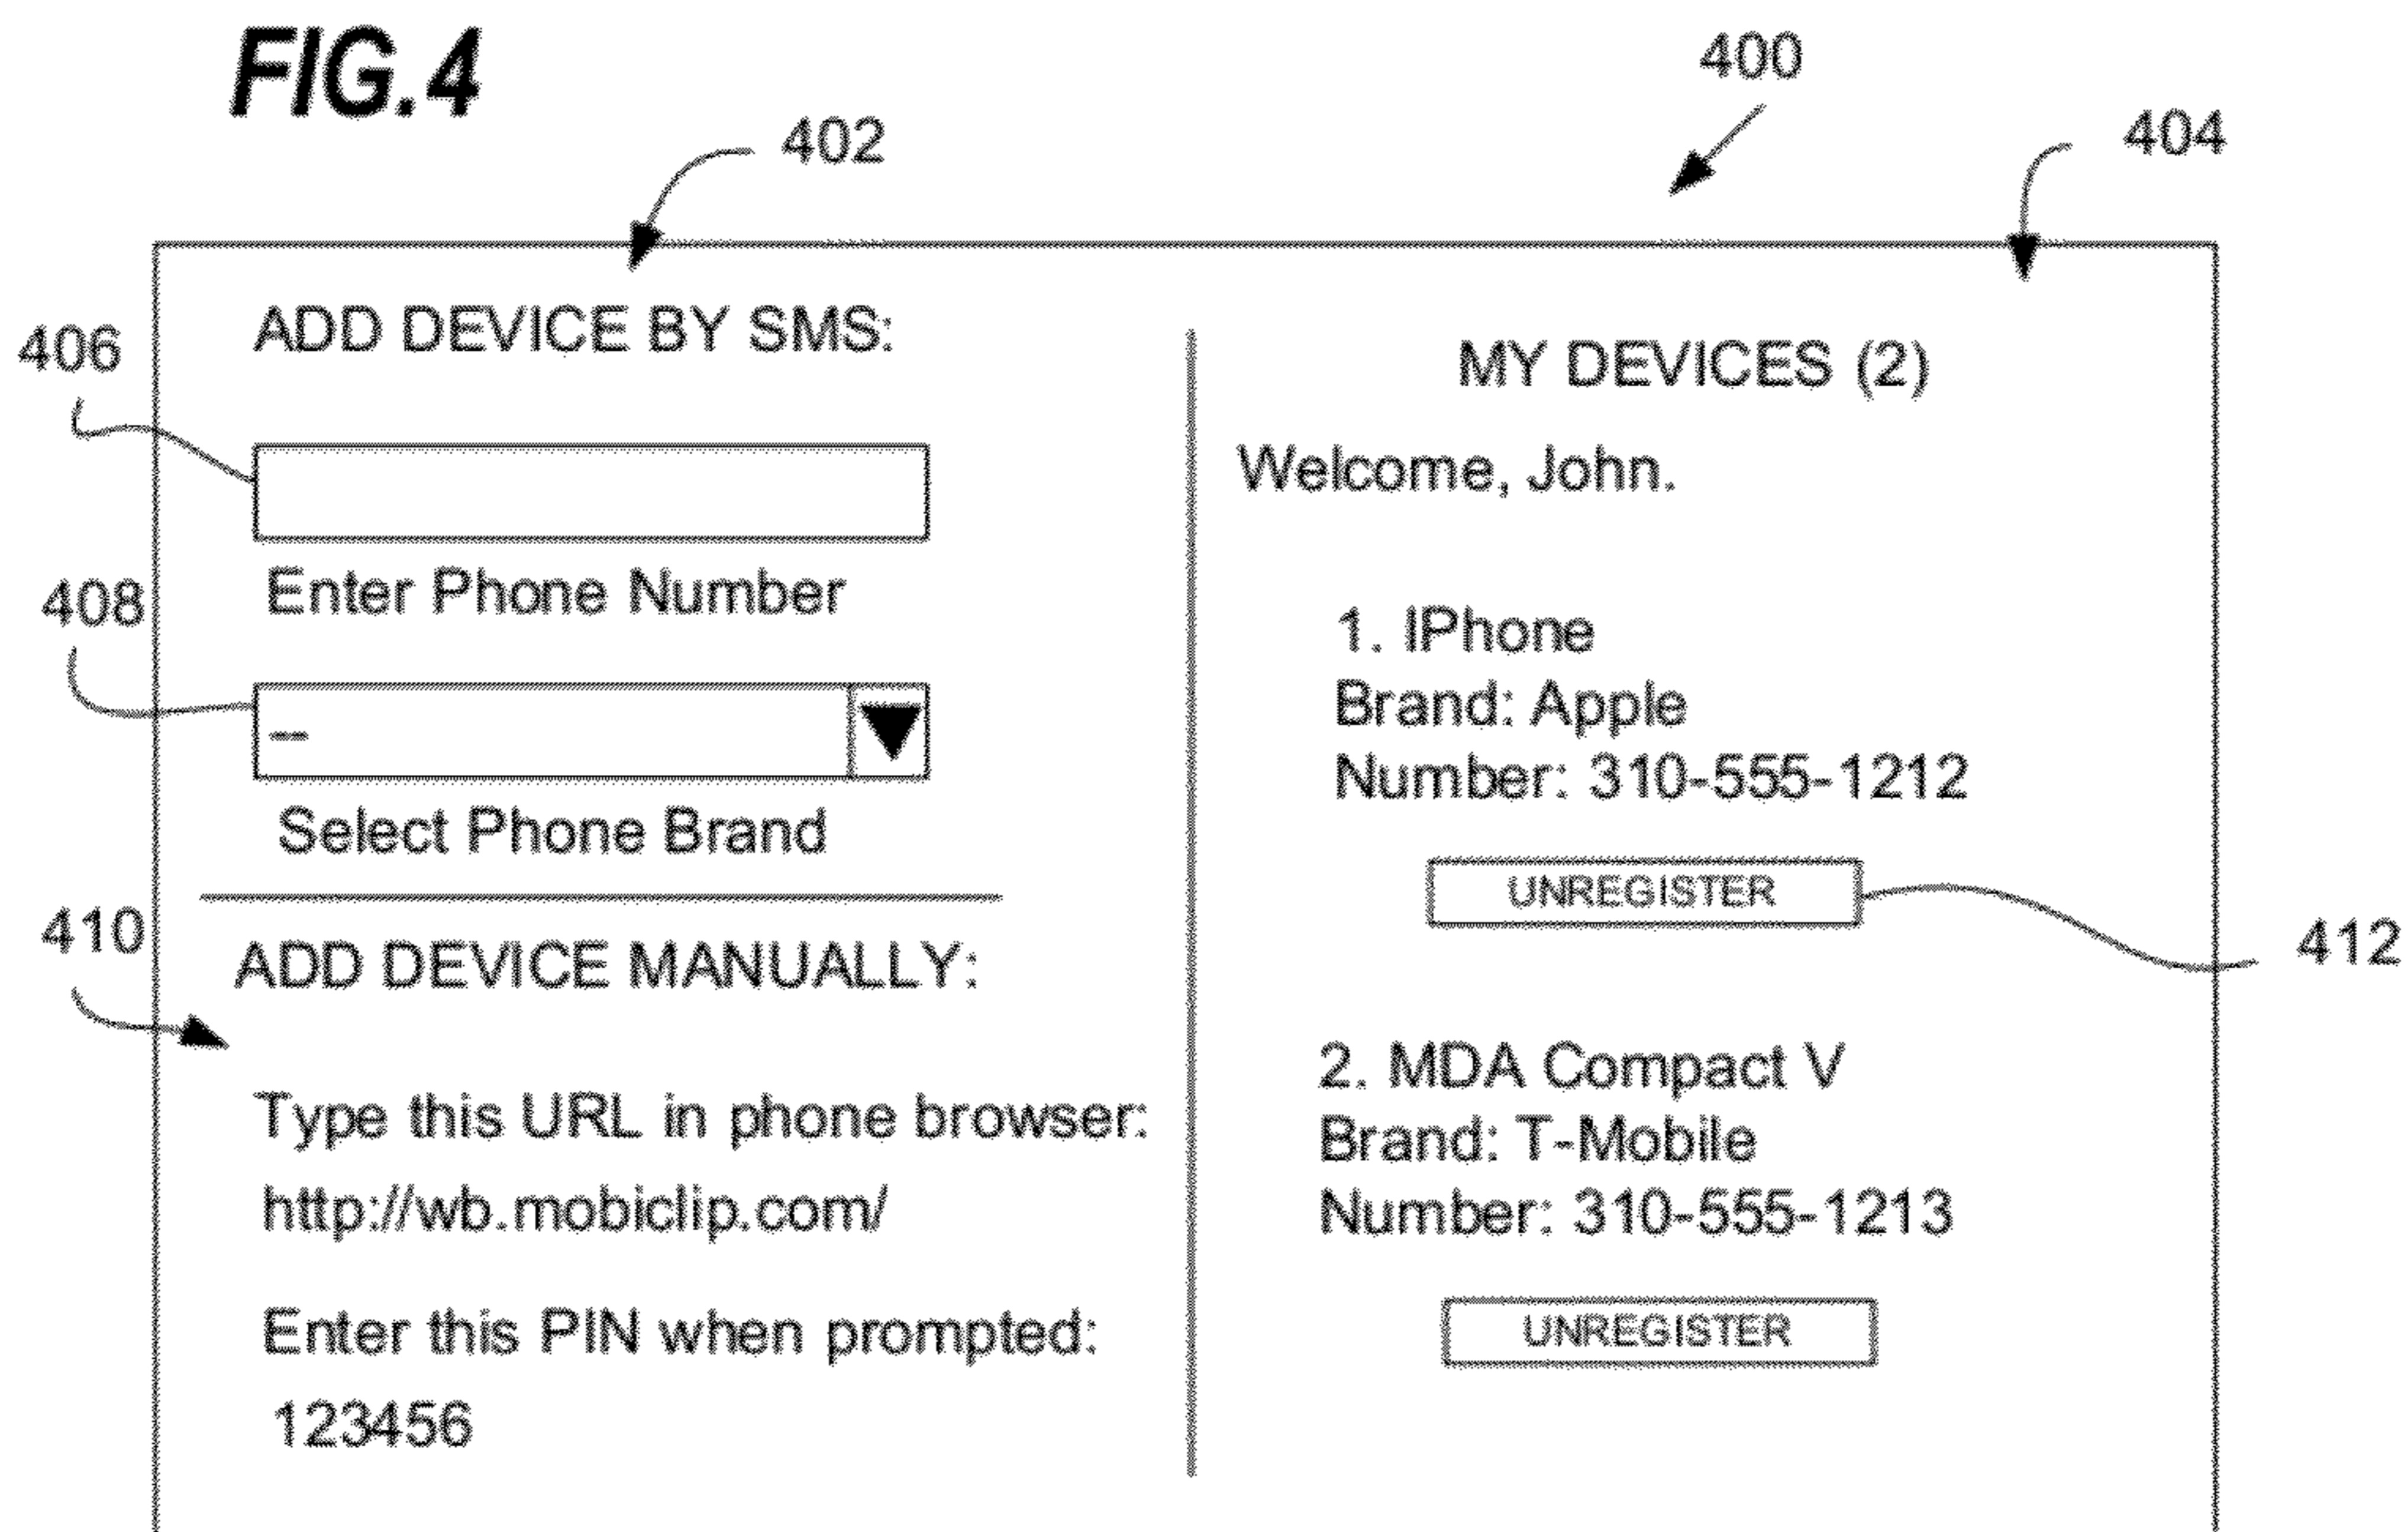 FIG.4
400
402
404
406
ADD DEVICE BY SMS:
Enter Phone Number
408
--
Select Phone Brand
410
ADD DEVICE MANUALLY:
Type this URL in phone browser:
http://wb.mobiclip.com/
Enter this PIN when prompted:
123456
MY DEVICES (2)
Welcome, John.
1. IPhone
Brand: Apple
Number: 310-555-1212
UNREGISTER
412
2. MDA Compact V
Brand: T-Mobile
Number: 310-555-1213
UNREGISTER